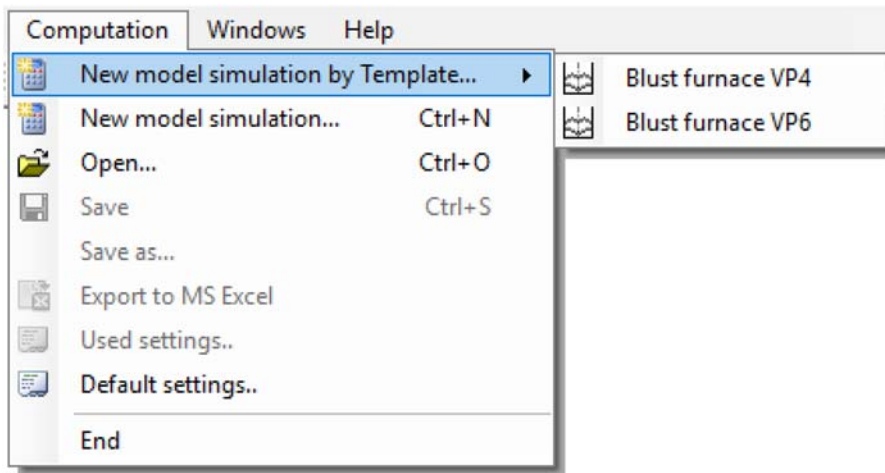 Computation Windows Help
New model simulation by Template...
Blust furnace VP4
Blust furnace VP6
New model simulation... Ctrl+N
Open... Ctrl+O
Save Ctrl+S
Save as...
Export to MS Excel
Used settings..
Default settings..
End